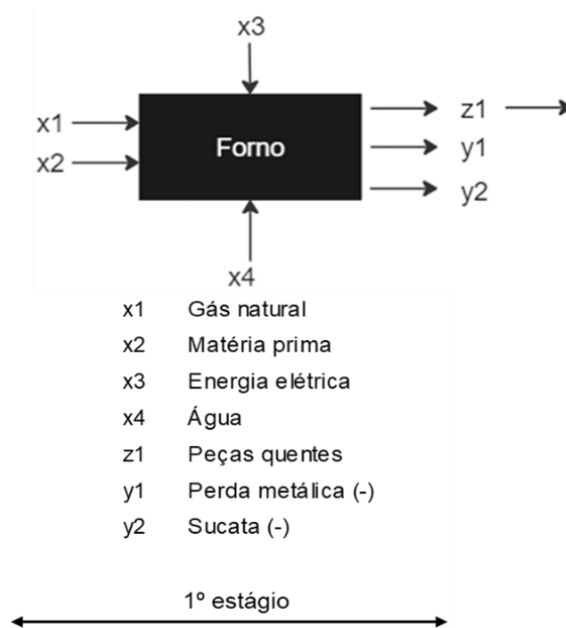 x3
x1
Forno
z1
x2
y1
y2
x4
x1 Gás natural
x2 Matéria prima
x3 Energia elétrica
x4 Água
z1 Peças quentes
y1 Perda metálica (-)
y2 Sucata (-)
1º estágio